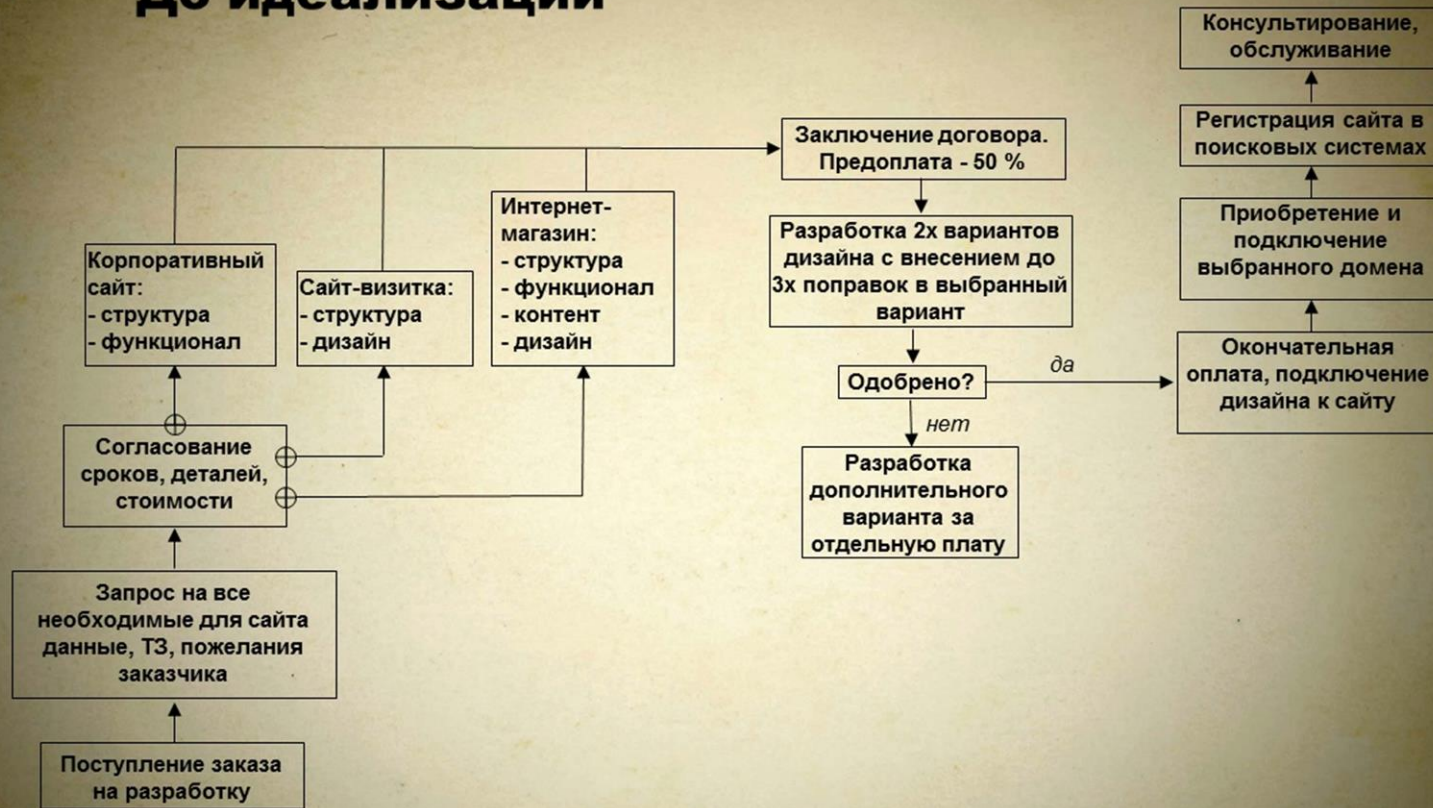 До идеализации
Консультирование,
обслуживание
Регистрация сайта в
поисковых системах
Приобретение и
подключение
выбранного домена
Окончательная
оплата, подключение
дизайна к сайту
Заключение договора.
Предоплата - 50 %
Разработка 2х вариантов
дизайна с внесением до
3х поправок в выбранный
вариант
Одобрено?
да
нет
Разработка
дополнительного
варианта за
отдельную плату
Интернет-
магазин:
- структура
- функционал
- контент
- дизайн
Сайт-визитка:
- структура
- дизайн
Корпоративный
сайт:
- структура
- функционал
Согласование
сроков, деталей,
стоимости
Запрос на все
необходимые для сайта
данные, ТЗ, пожелания
заказчика
Поступление заказа
на разработку